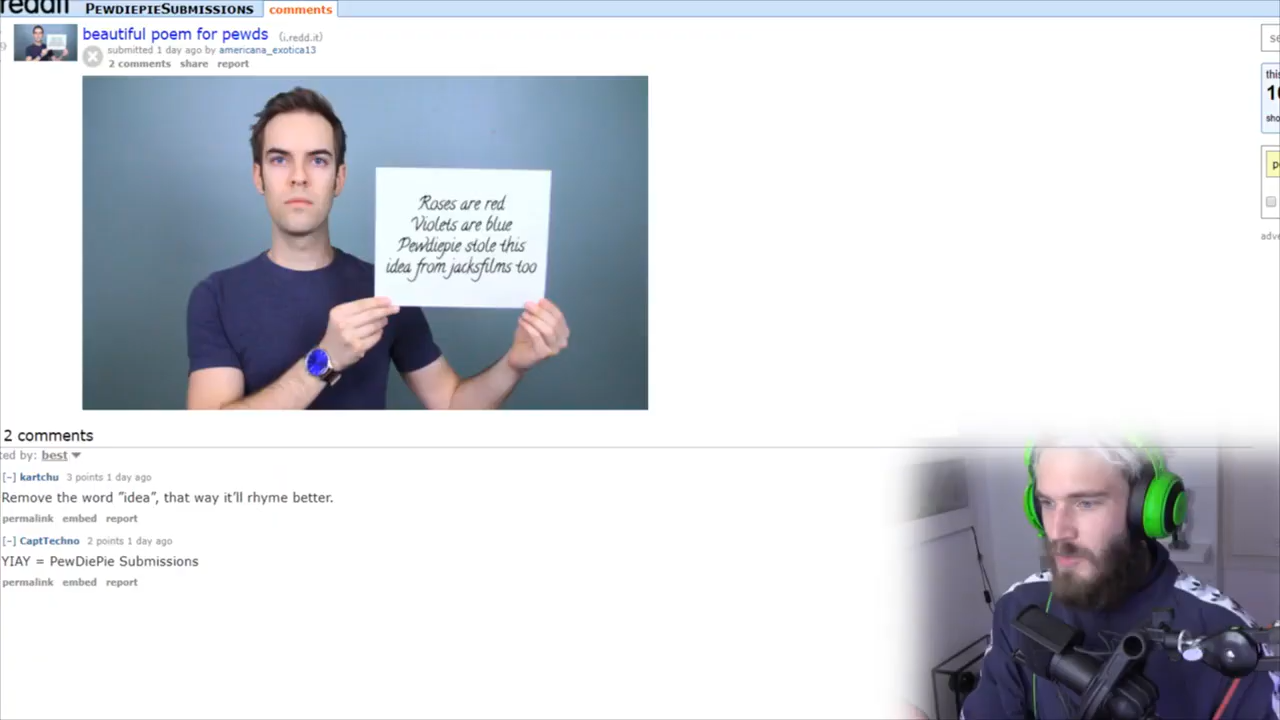 reddit PEWDIEPIESUBMISSIONS comments
beautiful poem for pewds (i.redd.it)
submitted 1 day ago by americana_exotica13
2 comments share report
Roses are red
Violets are blue
Pewdiepie stole this
idea from jacksfilms too
2 comments
best
[–] kartchu 3 points 1 day ago
Remove the word "idea", that way it'll rhyme better.
permalink embed report
[–] CaptTechno 2 points 1 day ago
YIAY = PewDiePie Submissions
permalink embed report